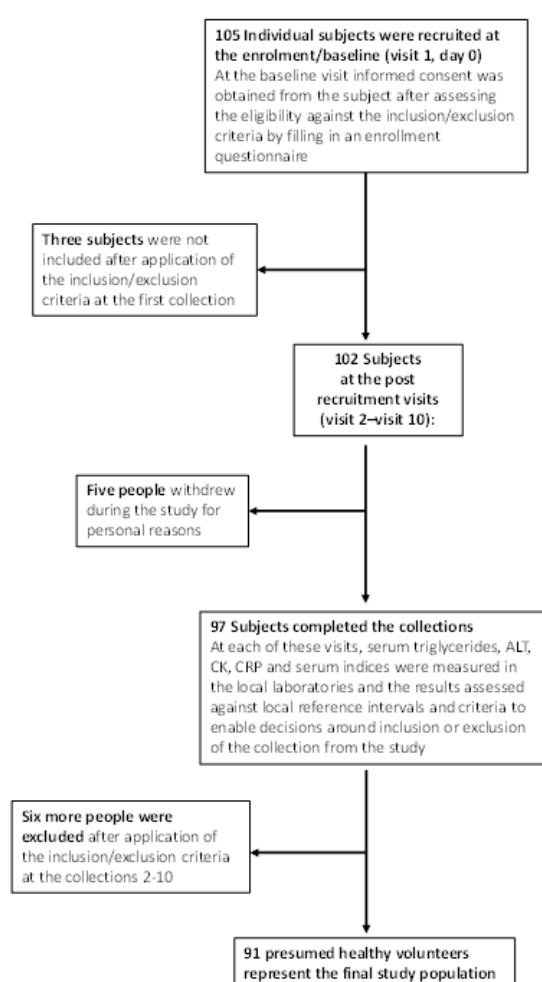 105 Individual subjects were recruited
at the enrolment/baseline (visit 1, day 0)
At the baseline visit informed consent was
obtained from the subject after assessing
the eligibility against the inclusion/exclusion
criteria by filling in an enrollment
questionnaire
Three subjects were not
included after application of
the inclusion/exclusion
criteria at the first collection
102 Subjects
at the post
recruitment visits
(visit 2–visit 10):
Five people withdrew
during the study for
personal reasons
97 Subjects completed the collections
At each of these visits, serum triglycerides, ALT,
CK, CRP and serum indices were measured in
the local laboratories and the results assessed
against local reference intervals and criteria to
enable decisions around inclusion or exclusion
of the collection from the study
Six more people were
excluded after application of
the inclusion/exclusion criteria
at the collections 2-10
91 presumed healthy volunteers
represent the final study population